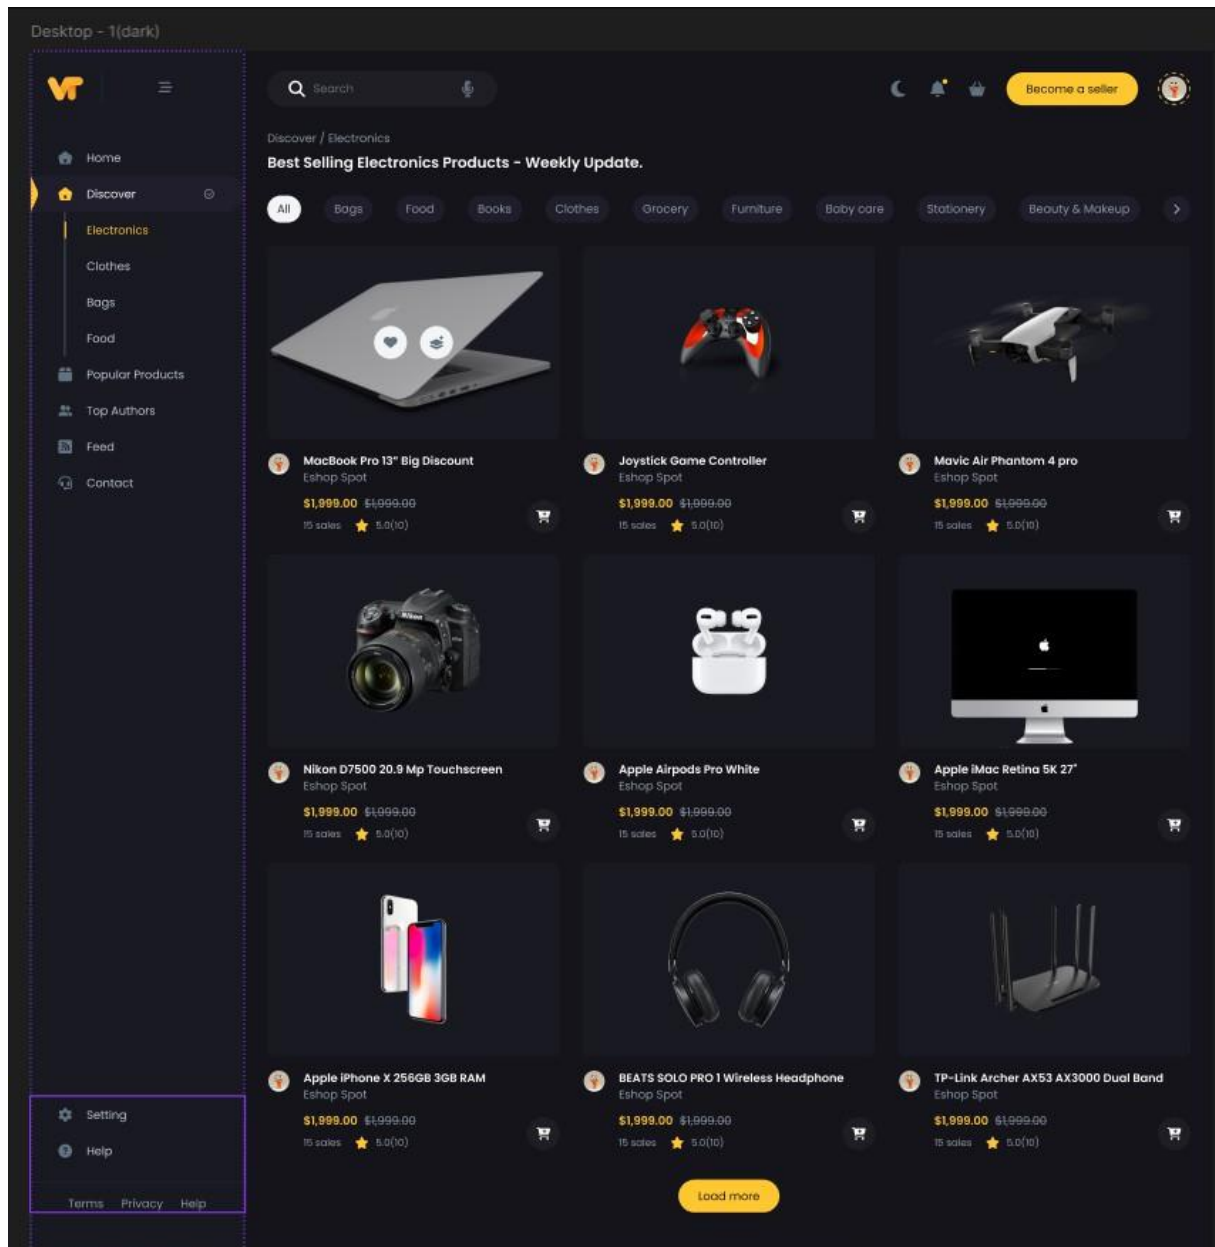 Desktop - 1(dark)
VT
Search
Become a seller
Home
Discover
Electronics
Clothes
Bags
Food
Popular Products
Top Authors
Feed
Contact
Setting
Help
Terms Privacy Help
Discover / Electronics
Best Selling Electronics Products - Weekly Update.
All Bags Food Books Clothes Grocery Furniture Baby care Stationery Beauty & Makeup
MacBook Pro 13" Big Discount
Eshop Spot
$1,999.00 $1,999.00
15 sales 5.0(10)
Joystick Game Controller
Eshop Spot
$1,999.00 $1,999.00
15 sales 5.0(10)
Mavic Air Phantom 4 pro
Eshop Spot
$1,999.00 $1,999.00
15 sales 5.0(10)
Nikon
Nikon D7500 20.9 Mp Touchscreen
Eshop Spot
$1,999.00 $1,999.00
15 sales 5.0(10)
Apple Airpods Pro White
Eshop Spot
$1,999.00 $1,999.00
15 sales 5.0(10)
Apple iMac Retina 5K 27"
Eshop Spot
$1,999.00 $1,999.00
15 sales 5.0(10)
Apple iPhone X 256GB 3GB RAM
Eshop Spot
$1,999.00 $1,999.00
15 sales 5.0(10)
BEATS SOLO PRO 1 Wireless Headphone
Eshop Spot
$1,999.00 $1,999.00
15 sales 5.0(10)
TP-Link Archer AX53 AX3000 Dual Band
Eshop Spot
$1,999.00 $1,999.00
15 sales 5.0(10)
Load more